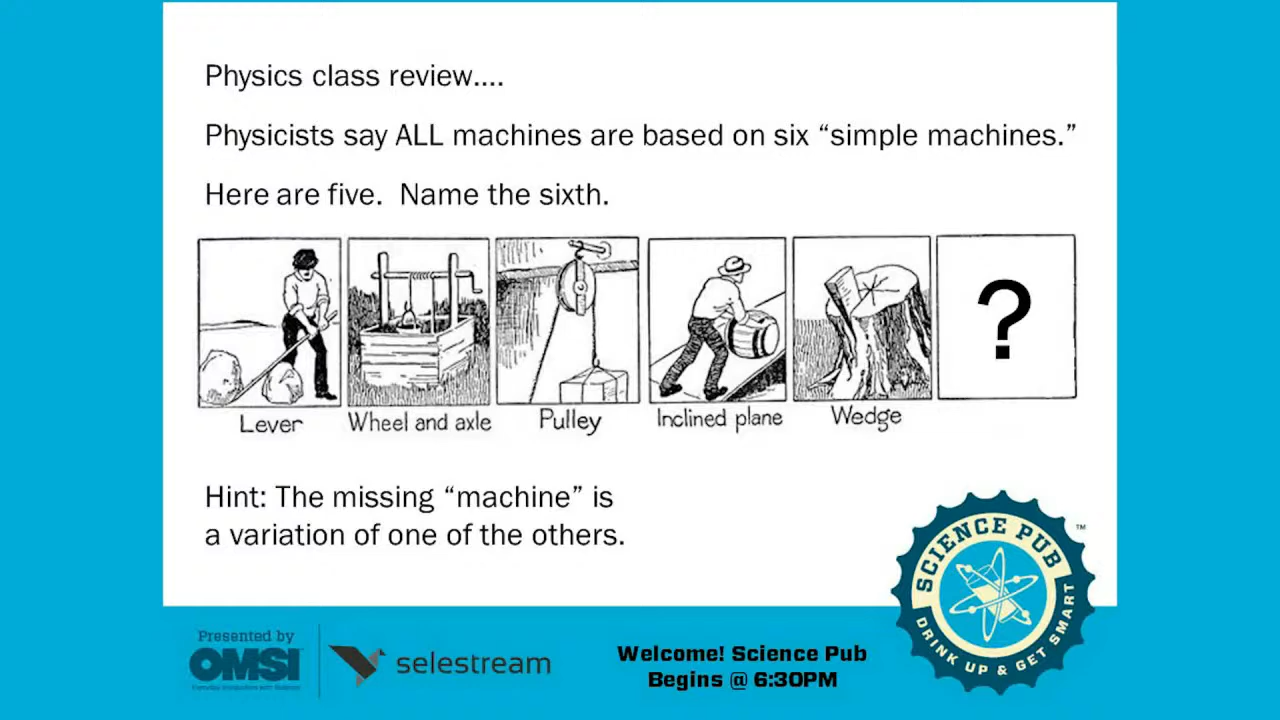 Physics class review....
Physicists say ALL machines are based on six “simple machines.”
Here are five.  Name the sixth.
?
Lever
Wheel and axle
Pulley
Inclined plane
Wedge
Hint: The missing “machine” is
a variation of one of the others.
SCIENCE PUB
DRINK UP & GET SMART
™
Presented by
OMSI
selestream
Welcome! Science Pub
Begins @ 6:30PM